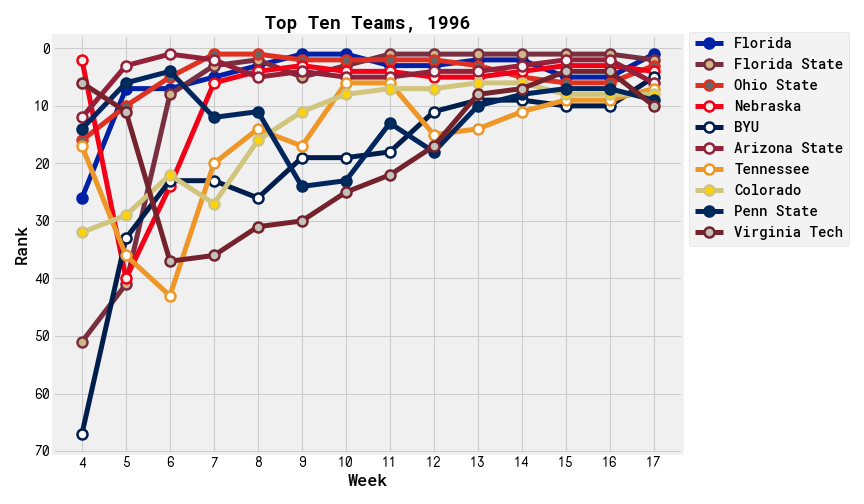 Top Ten Teams, 1996
0
10
20
30
40
50
60
70
Rank
4 5 6 7 8 9 10 11 12 13 14 15 16 17
Week
Florida
Florida State
Ohio State
Nebraska
BYU
Arizona State
Tennessee
Colorado
Penn State
Virginia Tech